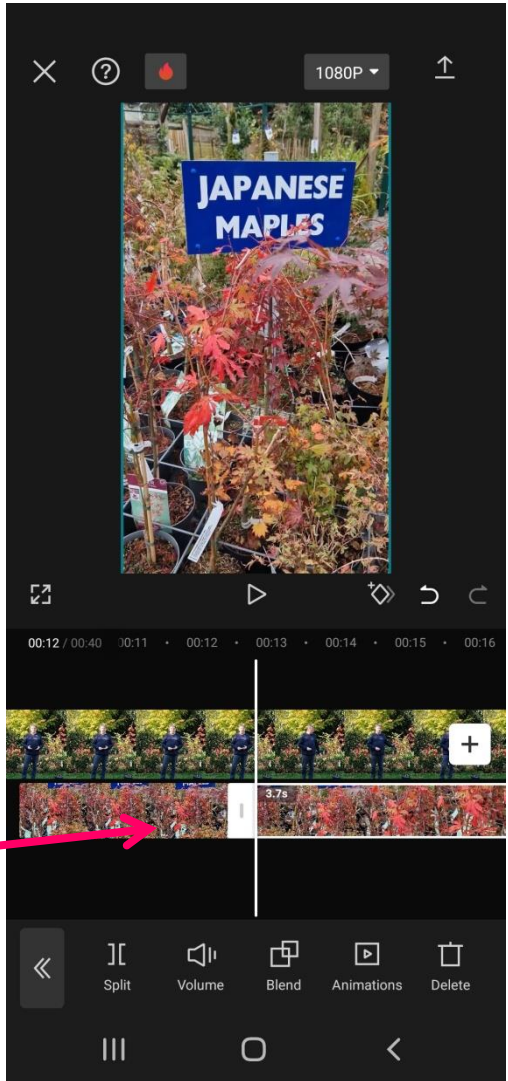 1080P
JAPANESE
MAPLES
00:12 / 00:40 00:11 00:12 00:13 00:14 00:15 00:16
3.7s
Split Volume Blend Animations Delete